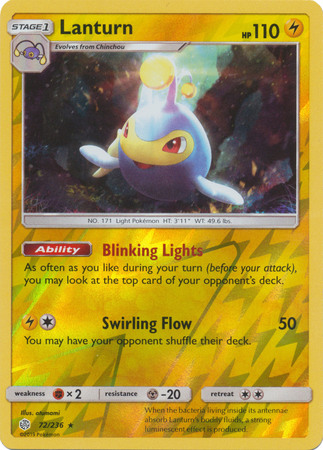 STAGE 1 Lanturn HP 110
Evolves from Chinchou
NO. 171 Light Pokémon HT: 3'11" WT: 49.6 lbs.
Ability Blinking Lights
As often as you like during your turn (before your attack),
you may look at the top card of your opponent's deck.
Swirling Flow 50
You may have your opponent shuffle their deck.
weakness × 2 resistance -20 retreat
Illus. otumami
72/236 ★
©2019 Pokémon
When the bacteria living inside its antennae
absorb Lanturn's bodily fluids, a strong
luminescent effect is produced.